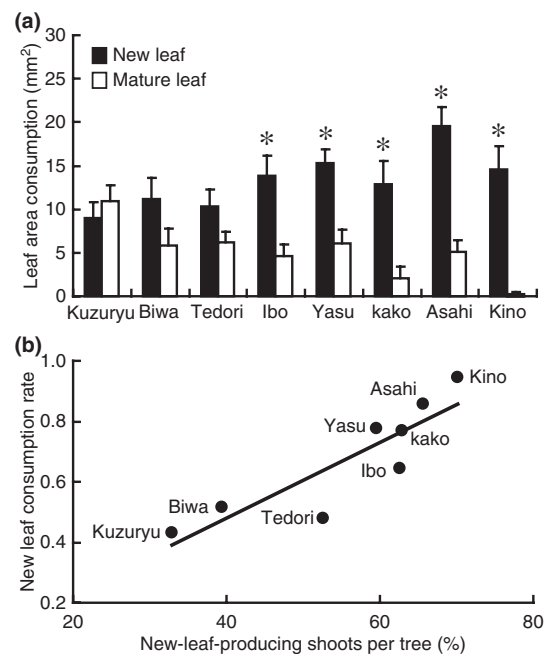 (a)
30
New leaf
25
Mature leaf
20
15
10
5
0
Leaf area consumption (mm²)
* * * * *
Kuzuryu Biwa Tedori Ibo Yasu kako Asahi Kino
(b)
1.0
0.8
0.6
0.4
0.2
New leaf consumption rate
Kino
Asahi
Yasu
kako
Ibo
Biwa
Tedori
Kuzuryu
20 40 60 80
New-leaf-producing shoots per tree (%)